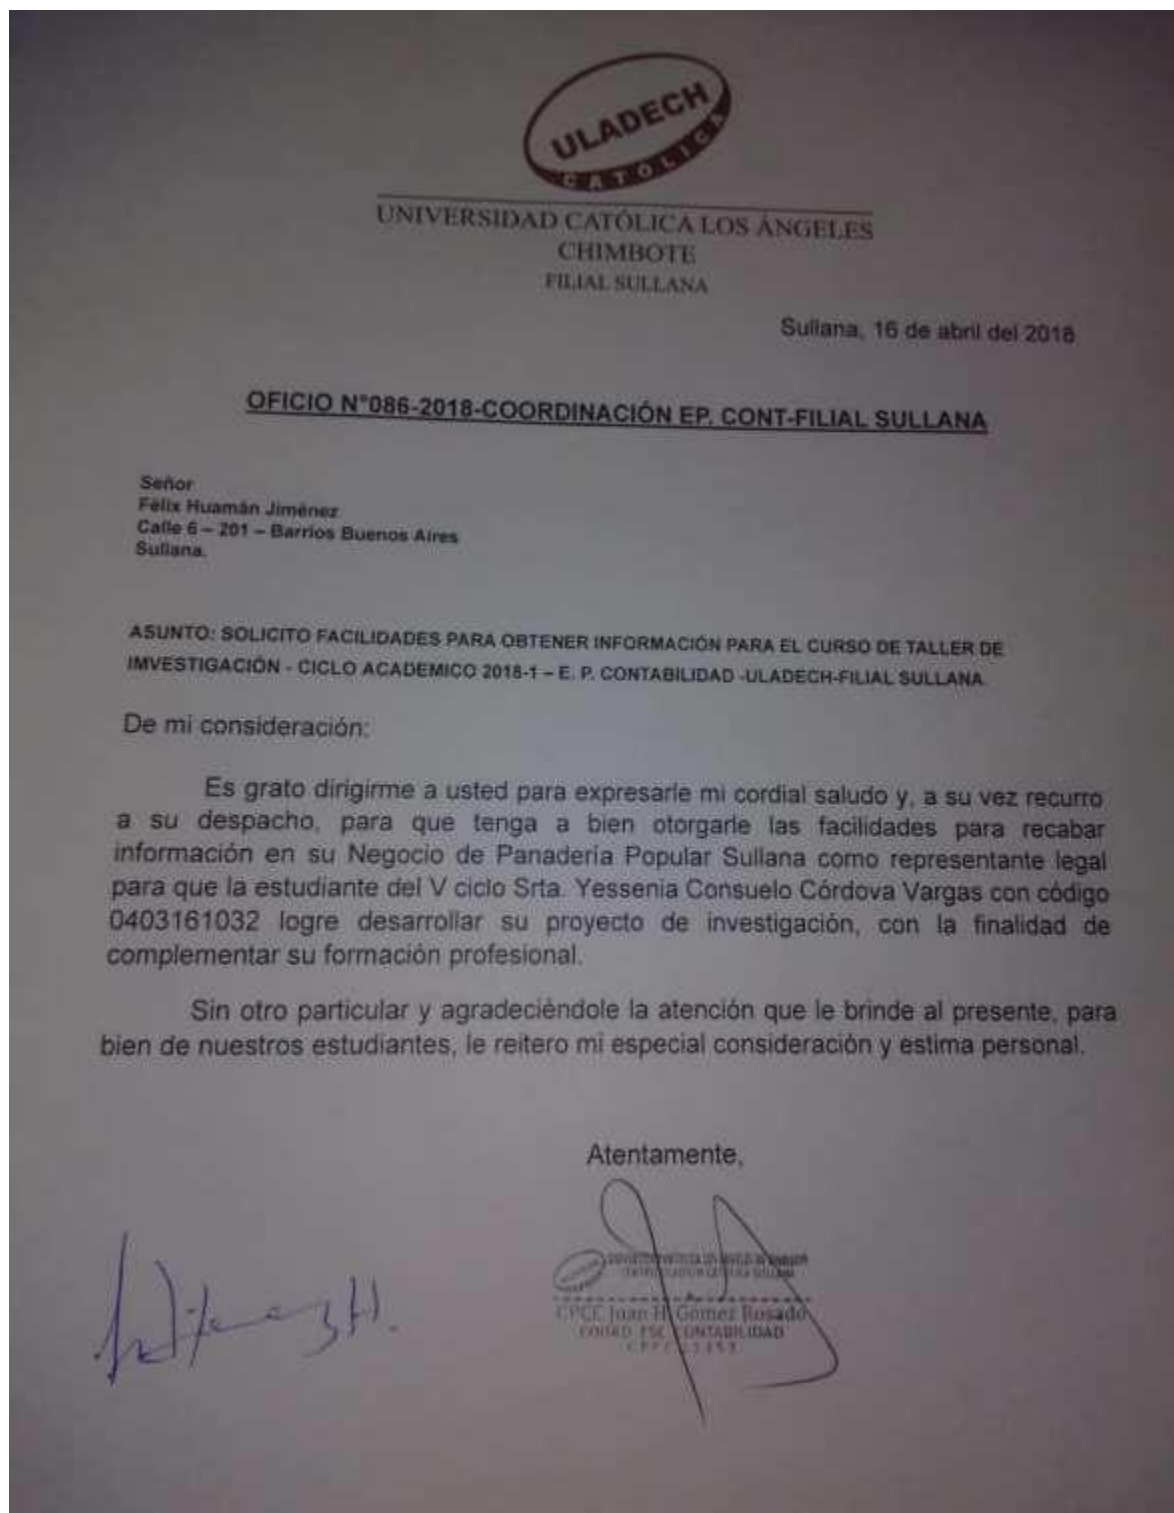 ULADECH
CATOLICA
UNIVERSIDAD CATÓLICA LOS ÁNGELES
CHIMBOTE
FILIAL SULLANA
Sullana, 16 de abril del 2018
OFICIO N°086-2018-COORDINACIÓN EP. CONT-FILIAL SULLANA
Señor
Félix Huamán Jiménez
Calle 6 – 201 – Barrios Buenos Aires
Sullana.
ASUNTO: SOLICITO FACILIDADES PARA OBTENER INFORMACIÓN PARA EL CURSO DE TALLER DE
IMVESTIGACIÓN - CICLO ACADEMICO 2018-1 – E. P. CONTABILIDAD -ULADECH-FILIAL SULLANA.
De mi consideración:
Es grato dirigirme a usted para expresarle mi cordial saludo y, a su vez recurro
a su despacho, para que tenga a bien otorgarle las facilidades para recabar
información en su Negocio de Panadería Popular Sullana como representante legal
para que la estudiante del V ciclo Srta. Yessenia Consuelo Córdova Vargas con código
0403161032 logre desarrollar su proyecto de investigación, con la finalidad de
complementar su formación profesional.
Sin otro particular y agradeciéndole la atención que le brinde al presente, para
bien de nuestros estudiantes, le reitero mi especial consideración y estima personal.
Atentamente,
CPCC Juan H. Gómez Rosado
COORD. ESC. CONTABILIDAD